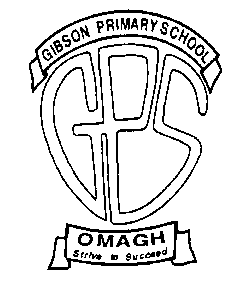 GIBSON PRIMARY SCHOOL
GPS
OMAGH
Strive to Succeed